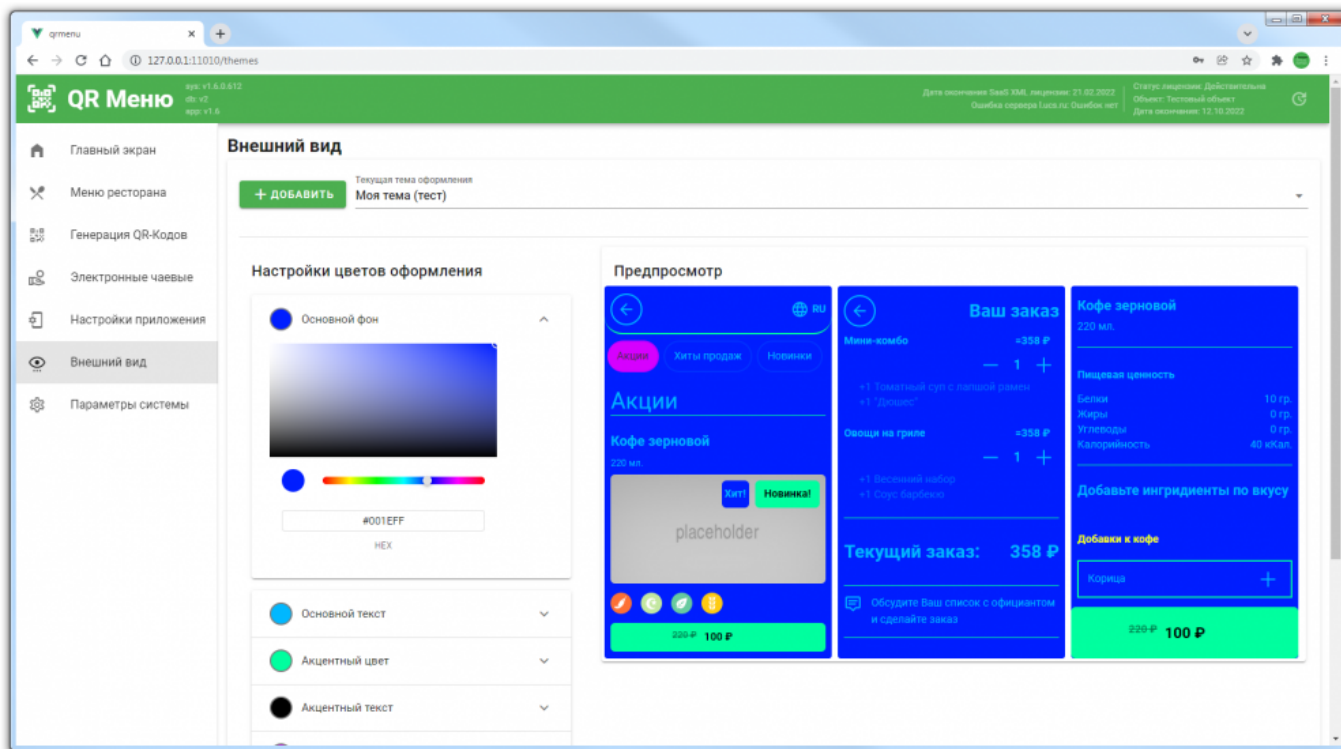 qrmenu
127.0.0.1:11010/themes
QR Меню
sys: v1.6.0.612
db: v2
app: v1.6
Дата окончания SaaS XML лицензии: 21.02.2022
Ошибка сервера l.ucs.ru: Ошибок нет
Статус лицензии: Действительна
Объект: Тестовый объект
Дата окончания: 12.10.2022
Главный экран
Меню ресторана
Генерация QR-Кодов
Электронные чаевые
Настройки приложения
Внешний вид
Параметры системы
Внешний вид
+ ДОБАВИТЬ
Текущая тема оформления
Моя тема (тест)
Настройки цветов оформления
Основной фон
#001EFF
HEX
Основной текст
Акцентный цвет
Акцентный текст
Предпросмотр
RU
Акции
Хиты продаж
Новинки
Акции
Кофе зерновой
220 мл.
Хит!
Новинка!
placeholder
220 ₽ 100 ₽
Ваш заказ
Мини-комбо =358 ₽
— 1 +
+1 Томатный суп с лапшой рамен
+1 "Дюшес"
Овощи на гриле =358 ₽
— 1 +
+1 Весенний набор
+1 Соус барбекю
Текущий заказ: 358 ₽
Обсудите Ваш список с официантом
и сделайте заказ
Кофе зерновой
220 мл.
Пищевая ценность
Белки 10 гр.
Жиры 0 гр.
Углеводы 0 гр.
Калорийность 40 кКал.
Добавьте ингридиенты по вкусу
Добавки к кофе
Корица +
220 ₽ 100 ₽